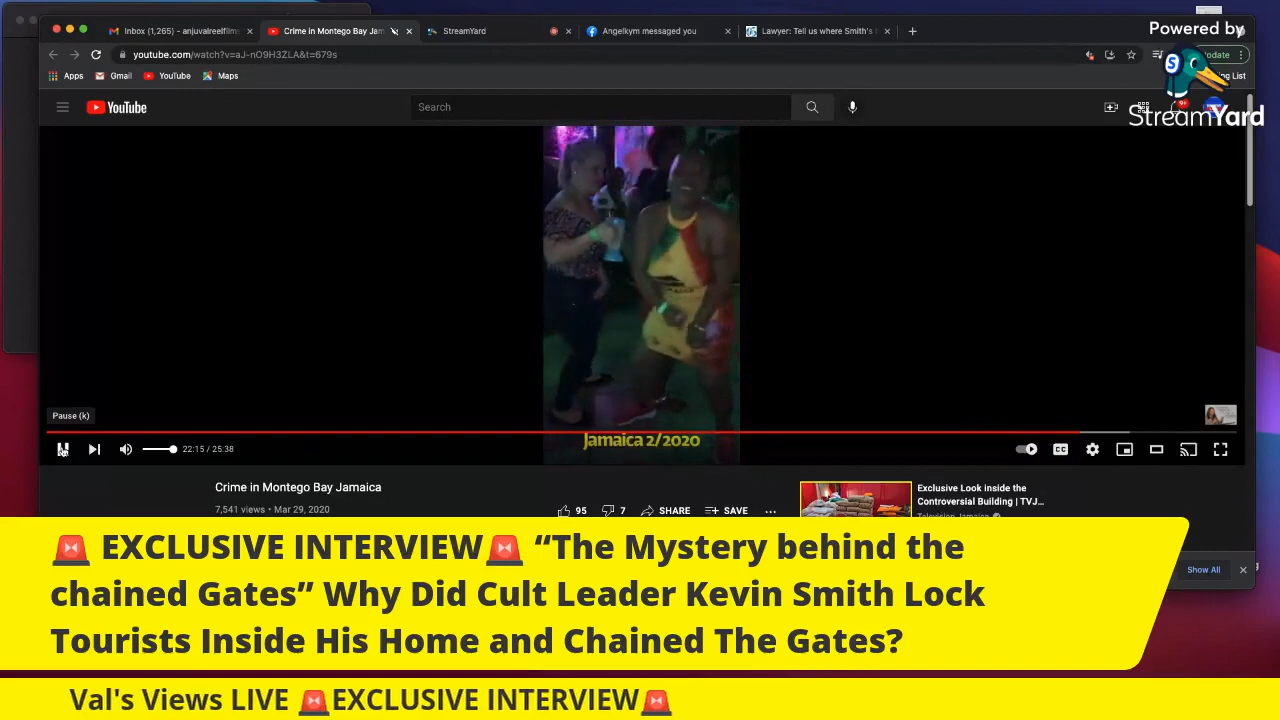 Inbox (1,265) - anjuvalreelfilm
Crime in Montego Bay Jam
StreamYard
Angelkym messaged you
Lawyer: Tell us where Smith's l
Powered by
youtube.com/watch?v=aJ-nO9H3ZLA&t=679s
Apps
Gmail
YouTube
Maps
YouTube
Search
9+
StreamYard
Pause (k)
22:15 / 25:38
Jamaica 2/2020
CC
Crime in Montego Bay Jamaica
7,541 views • Mar 29, 2020
95
7
SHARE
SAVE
Exclusive Look inside the
Controversial Building | TVJ...
Television Jamaica
🚨 EXCLUSIVE INTERVIEW🚨 “The Mystery behind the
chained Gates” Why Did Cult Leader Kevin Smith Lock
Tourists Inside His Home and Chained The Gates?
Show All
Val's Views LIVE 🚨EXCLUSIVE INTERVIEW🚨